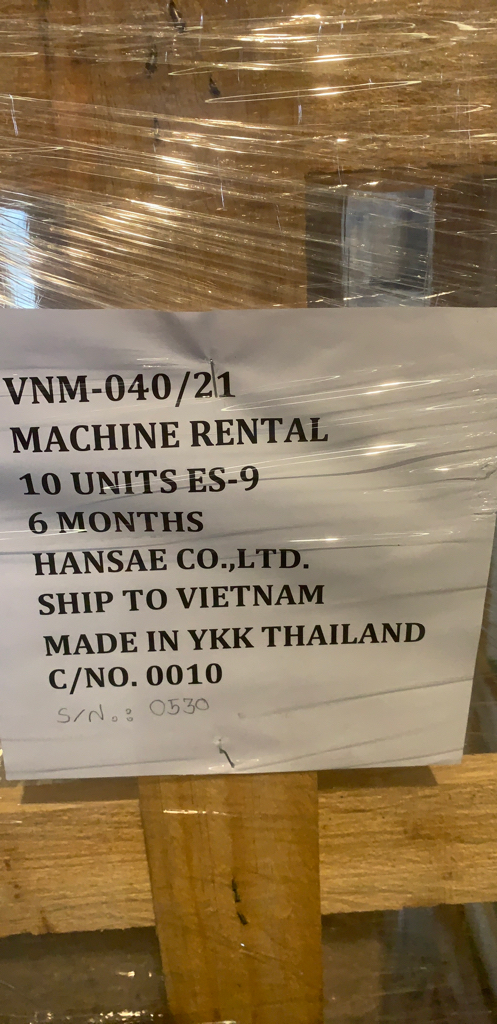 VNM-040/21
MACHINE RENTAL
10 UNITS ES-9
6 MONTHS
HANSAE CO.,LTD.
SHIP TO VIETNAM
MADE IN YKK THAILAND
C/NO. 0010
S/N.: 0530